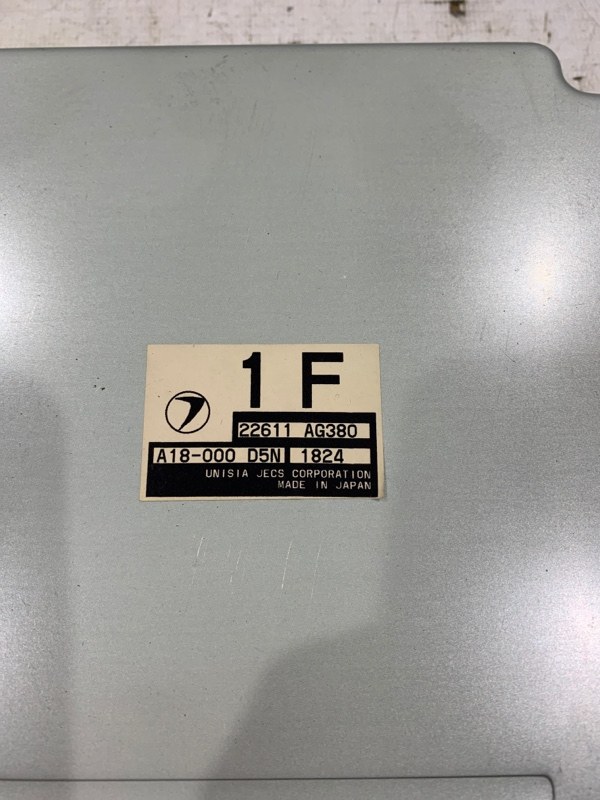 1 F
22611 AG380
A18-000 D5N 1824
UNISIA JECS CORPORATION
MADE IN JAPAN